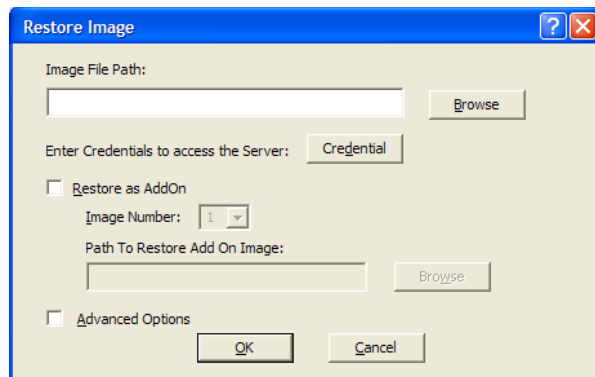 Restore Image
Image File Path:
Browse
Enter Credentials to access the Server: Credential
Restore as AddOn
Image Number: 1
Path To Restore Add On Image:
Browse
Advanced Options
OK Cancel